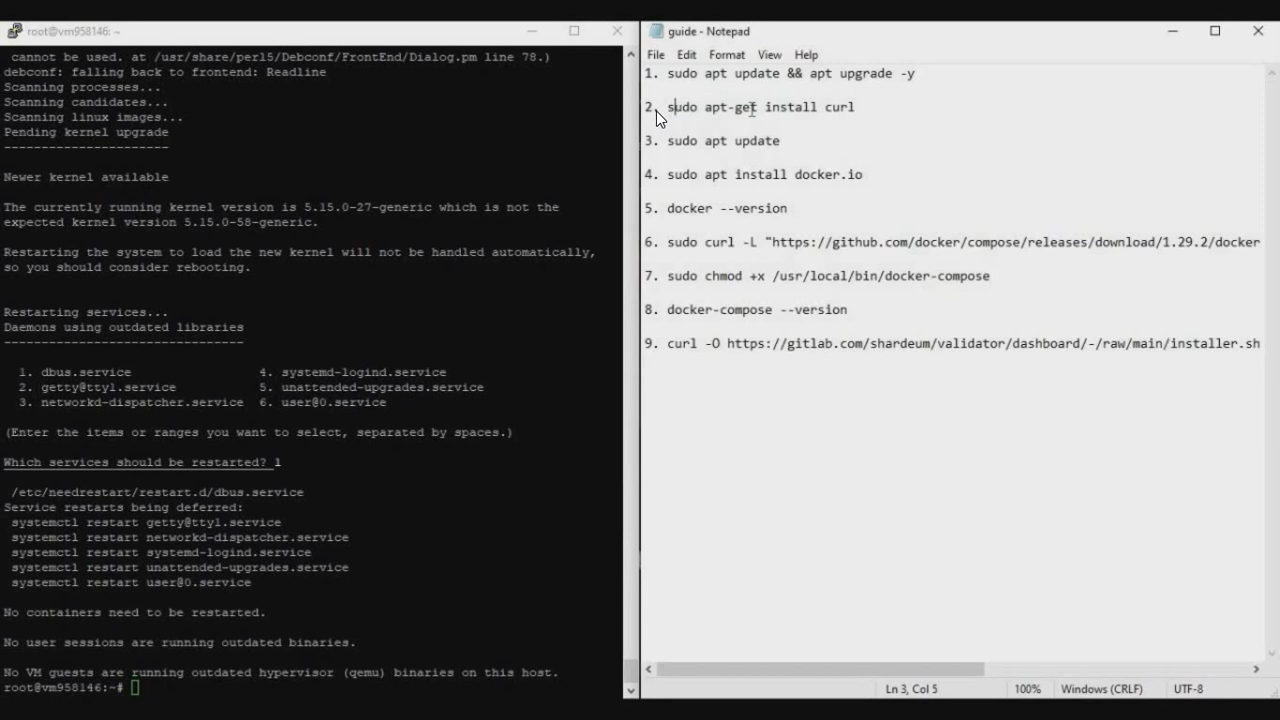 root@vm958146: ~
cannot be used. at /usr/share/perl5/Debconf/FrontEnd/Dialog.pm line 78.)
debconf: falling back to frontend: Readline
Scanning processes...
Scanning candidates...
Scanning linux images...
Pending kernel upgrade
----------------------
Newer kernel available
The currently running kernel version is 5.15.0-27-generic which is not the
expected kernel version 5.15.0-58-generic.
Restarting the system to load the new kernel will not be handled automatically,
so you should consider rebooting.
Restarting services...
Daemons using outdated libraries
--------------------------------
1. dbus.service 4. systemd-logind.service
2. getty@tty1.service 5. unattended-upgrades.service
3. networkd-dispatcher.service 6. user@0.service
(Enter the items or ranges you want to select, separated by spaces.)
Which services should be restarted? 1
/etc/needrestart/restart.d/dbus.service
Service restarts being deferred:
systemctl restart getty@tty1.service
systemctl restart networkd-dispatcher.service
systemctl restart systemd-logind.service
systemctl restart unattended-upgrades.service
systemctl restart user@0.service
No containers need to be restarted.
No user sessions are running outdated binaries.
No VM guests are running outdated hypervisor (qemu) binaries on this host.
root@vm958146:~#
guide - Notepad
File Edit Format View Help
1. sudo apt update && apt upgrade -y
2. sudo apt-get install curl
3. sudo apt update
4. sudo apt install docker.io
5. docker --version
6. sudo curl -L "https://github.com/docker/compose/releases/download/1.29.2/docker
7. sudo chmod +x /usr/local/bin/docker-compose
8. docker-compose --version
9. curl -O https://gitlab.com/shardeum/validator/dashboard/-/raw/main/installer.sh
Ln 3, Col 5 100% Windows (CRLF) UTF-8